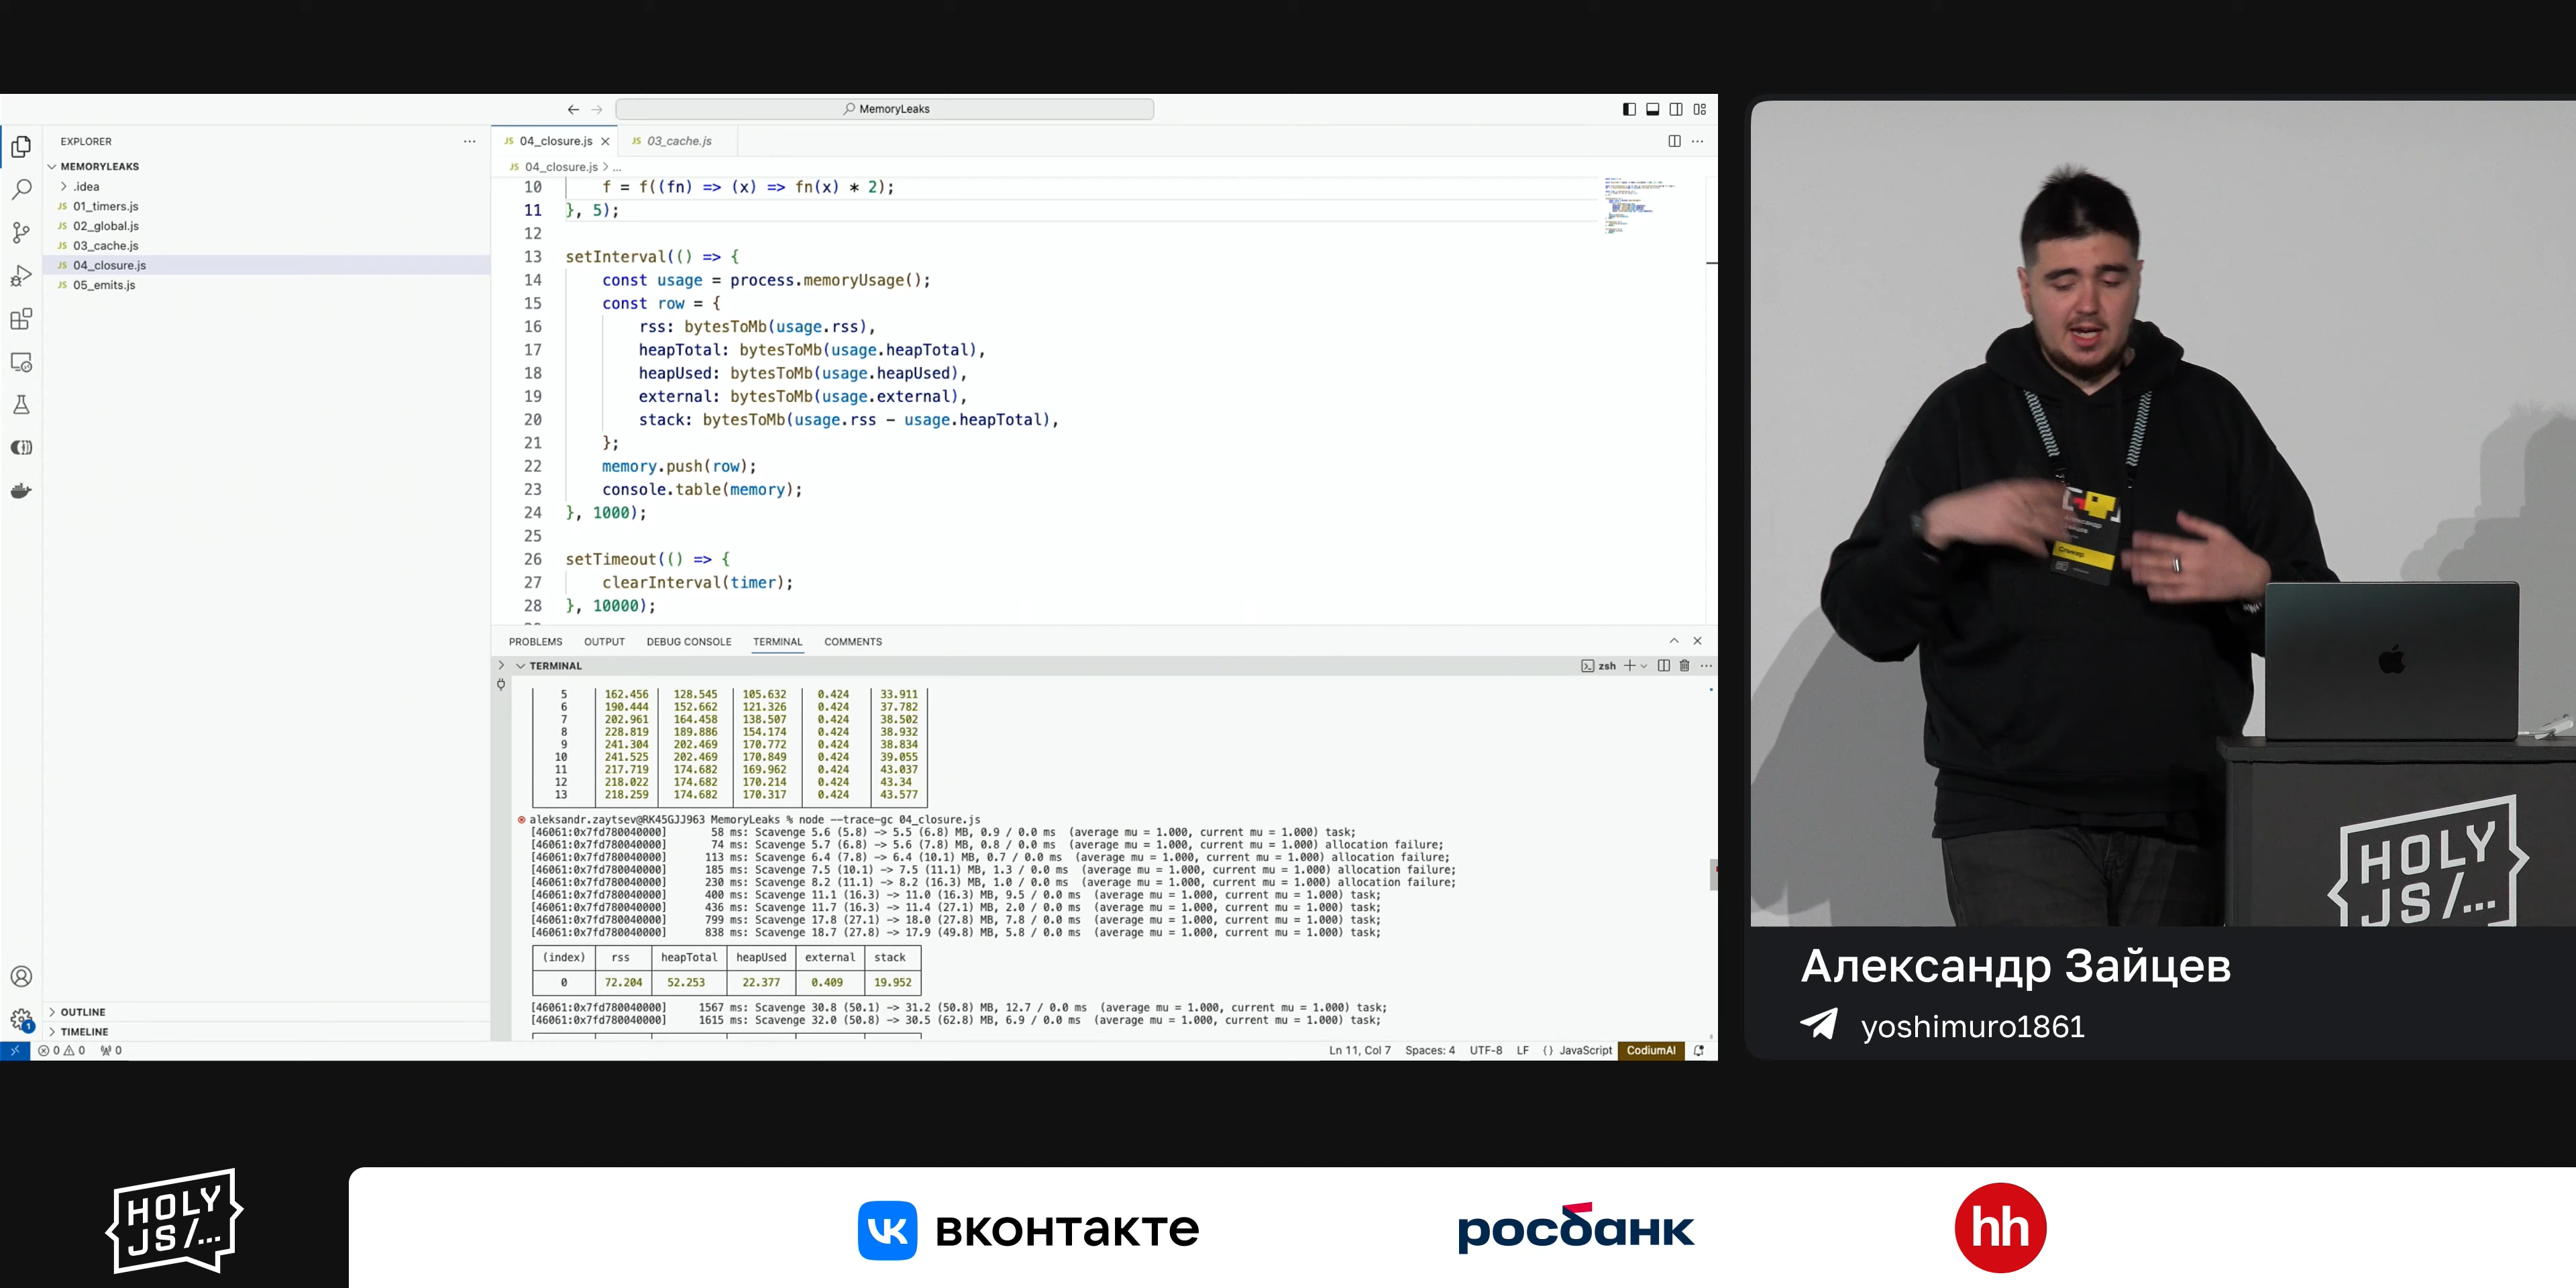 MemoryLeaks
EXPLORER
MEMORYLEAKS
.idea
JS 01_timers.js
JS 02_global.js
JS 03_cache.js
JS 04_closure.js
JS 05_emits.js
OUTLINE
TIMELINE
JS 04_closure.js
JS 03_cache.js
JS 04_closure.js > ...
10 f = f((fn) => (x) => fn(x) * 2);
11 }, 5);
12
13 setInterval(() => {
14 const usage = process.memoryUsage();
15 const row = {
16 rss: bytesToMb(usage.rss),
17 heapTotal: bytesToMb(usage.heapTotal),
18 heapUsed: bytesToMb(usage.heapUsed),
19 external: bytesToMb(usage.external),
20 stack: bytesToMb(usage.rss - usage.heapTotal),
21 };
22 memory.push(row);
23 console.table(memory);
24 }, 1000);
25
26 setTimeout(() => {
27 clearInterval(timer);
28 }, 10000);
PROBLEMS OUTPUT DEBUG CONSOLE TERMINAL COMMENTS
TERMINAL
zsh
5 162.456 128.545 105.632 0.424 33.911
6 190.444 152.662 121.326 0.424 37.782
7 202.961 164.458 138.507 0.424 38.502
8 228.819 189.886 154.174 0.424 38.932
9 241.304 202.469 170.772 0.424 38.834
10 241.525 202.469 170.849 0.424 39.055
11 217.719 174.682 169.962 0.424 43.037
12 218.022 174.682 170.214 0.424 43.34
13 218.259 174.682 170.317 0.424 43.577
aleksandr.zaytsev@RK45GJJ963 MemoryLeaks % node --trace-gc 04_closure.js
[46061:0x7fd780040000] 58 ms: Scavenge 5.6 (5.8) -> 5.5 (6.8) MB, 0.9 / 0.0 ms (average mu = 1.000, current mu = 1.000) task;
[46061:0x7fd780040000] 74 ms: Scavenge 5.7 (6.8) -> 5.6 (7.8) MB, 0.8 / 0.0 ms (average mu = 1.000, current mu = 1.000) allocation failure;
[46061:0x7fd780040000] 113 ms: Scavenge 6.4 (7.8) -> 6.4 (10.1) MB, 0.7 / 0.0 ms (average mu = 1.000, current mu = 1.000) allocation failure;
[46061:0x7fd780040000] 185 ms: Scavenge 7.5 (10.1) -> 7.5 (11.1) MB, 1.3 / 0.0 ms (average mu = 1.000, current mu = 1.000) allocation failure;
[46061:0x7fd780040000] 230 ms: Scavenge 8.2 (11.1) -> 8.2 (16.3) MB, 1.0 / 0.0 ms (average mu = 1.000, current mu = 1.000) allocation failure;
[46061:0x7fd780040000] 400 ms: Scavenge 11.1 (16.3) -> 11.0 (16.3) MB, 9.5 / 0.0 ms (average mu = 1.000, current mu = 1.000) task;
[46061:0x7fd780040000] 436 ms: Scavenge 11.7 (16.3) -> 11.4 (27.1) MB, 2.0 / 0.0 ms (average mu = 1.000, current mu = 1.000) task;
[46061:0x7fd780040000] 799 ms: Scavenge 17.8 (27.1) -> 18.0 (27.8) MB, 7.8 / 0.0 ms (average mu = 1.000, current mu = 1.000) task;
[46061:0x7fd780040000] 838 ms: Scavenge 18.7 (27.8) -> 17.9 (49.8) MB, 5.8 / 0.0 ms (average mu = 1.000, current mu = 1.000) task;
(index) rss heapTotal heapUsed external stack
0 72.204 52.253 22.377 0.409 19.952
[46061:0x7fd780040000] 1567 ms: Scavenge 30.8 (50.1) -> 31.2 (50.8) MB, 12.7 / 0.0 ms (average mu = 1.000, current mu = 1.000) task;
[46061:0x7fd780040000] 1615 ms: Scavenge 32.0 (50.8) -> 30.5 (62.8) MB, 6.9 / 0.0 ms (average mu = 1.000, current mu = 1.000) task;
1
0 0 0
Ln 11, Col 7 Spaces: 4 UTF-8 LF {} JavaScript CodiumAI
Александр
Спикер
HOLY
JS/...
Александр Зайцев
yoshimuro1861
HOLY
JS/...
вконтакте
росбанк
hh